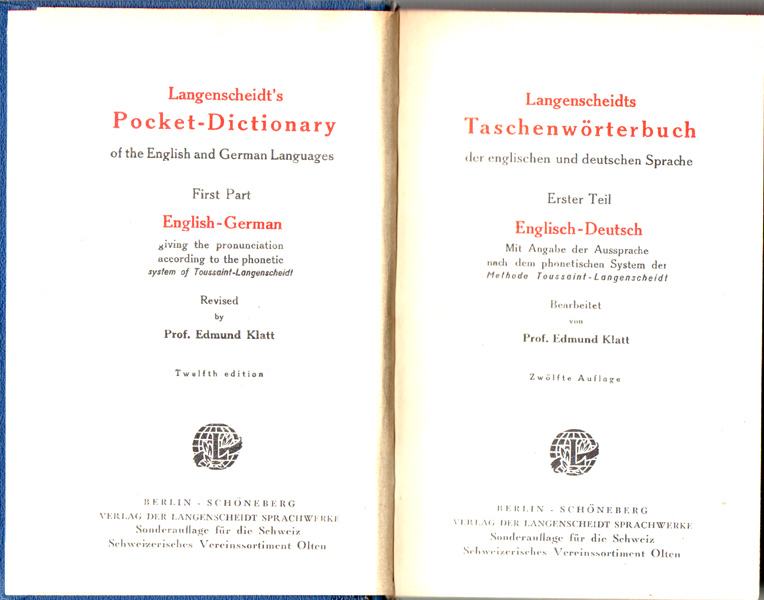 Langenscheidt's
Pocket-Dictionary
of the English and German Languages
First Part
English-German
giving the pronunciation
according to the phonetic
system of Toussaint-Langenscheidt
Revised
by
Prof. Edmund Klatt
Twelfth edition
L
BERLIN - SCHÖNEBERG
VERLAG DER LANGENSCHEIDT SPRACHWERKE
Sonderauflage für die Schweiz
Schweizerisches Vereinssortiment Olten
Langenscheidts
Taschenwörterbuch
der englischen und deutschen Sprache
Erster Teil
Englisch-Deutsch
Mit Angabe der Aussprache
nach dem phonetischen System der
Methode Toussaint-Langenscheidt
Bearbeitet
von
Prof. Edmund Klatt
Zwölfte Auflage
L
BERLIN - SCHÖNEBERG
VERLAG DER LANGENSCHEIDT SPRACHWERKE
Sonderauflage für die Schweiz
Schweizerisches Vereinssortiment Olten